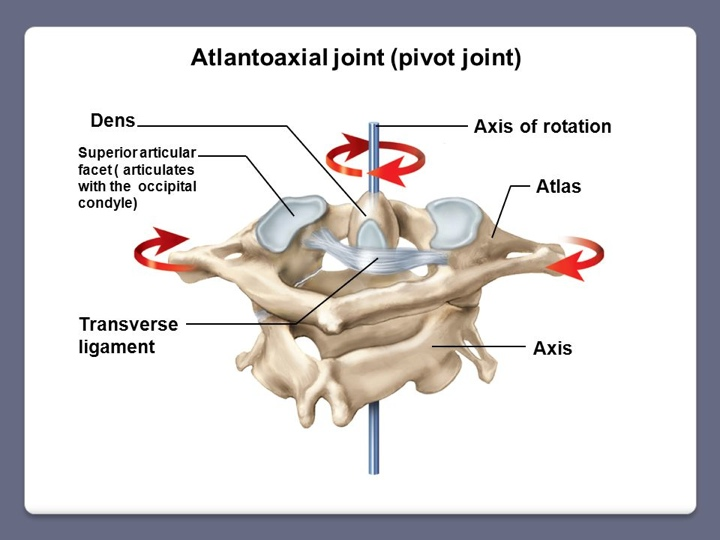 Atlantoaxial joint (pivot joint)
Dens
Axis of rotation
Superior articular
facet ( articulates
with the occipital
condyle)
Atlas
Transverse
ligament
Axis